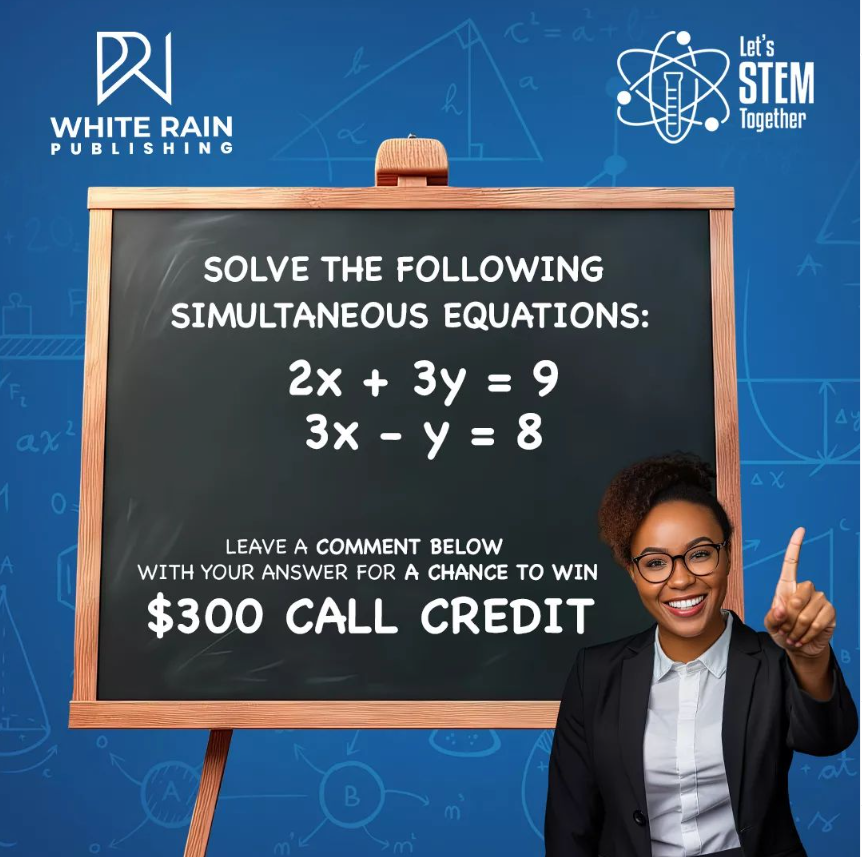 WHITE RAIN
PUBLISHING
Let's
STEM
Together
SOLVE THE FOLLOWING
SIMULTANEOUS EQUATIONS:
2x + 3y = 9
3x - y = 8
LEAVE A COMMENT BELOW
WITH YOUR ANSWER FOR A CHANCE TO WIN
$300 CALL CREDIT